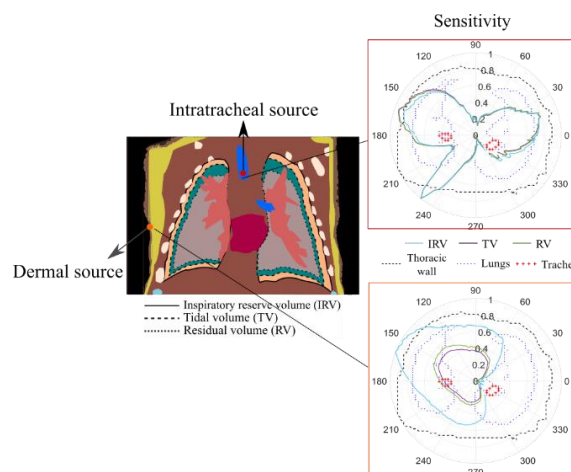 Sensitivity
90
120
60
1
0.8
0.6
150
30
0.4
0.2
180
0
0
210
330
240
300
270
Intratracheal source
Dermal source
Inspiratory reserve volume (IRV)
Tidal volume (TV)
Residual volume (RV)
IRV
TV
RV
Thoracic
wall
Lungs
Trache
90
120
60
1
0.8
0.6
150
30
0.4
0.2
180
0
0
210
330
240
300
270